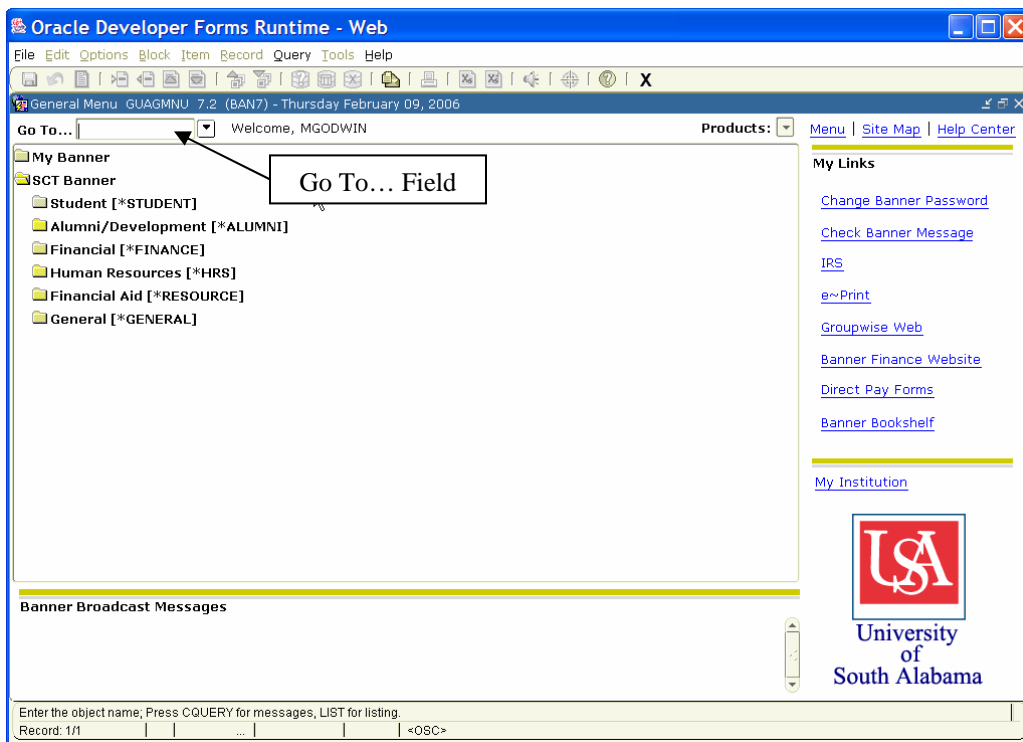 Oracle Developer Forms Runtime - Web
File Edit Options Block Item Record Query Tools Help
X
General Menu GUAGMNU 7.2 (BAN7) - Thursday February 09, 2006
Go To... Welcome, MGODWIN Products: Menu | Site Map | Help Center
My Banner
SCT Banner
Student [*STUDENT]
Alumni/Development [*ALUMNI]
Financial [*FINANCE]
Human Resources [*HRS]
Financial Aid [*RESOURCE]
General [*GENERAL]
Go To… Field
My Links
Change Banner Password
Check Banner Message
IRS
e~Print
Groupwise Web
Banner Finance Website
Direct Pay Forms
Banner Bookshelf
My Institution
USA
University
of
South Alabama
Banner Broadcast Messages
Enter the object name; Press CQUERY for messages, LIST for listing.
Record: 1/1 ... <OSC>